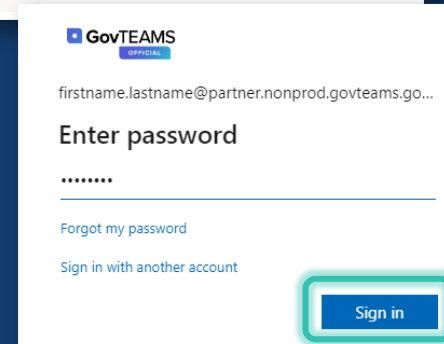 GovTEAMS
OFFICIAL
firstname.lastname@partner.nonprod.govteams.go...
Enter password
••••••••
Forgot my password
Sign in with another account
Sign in